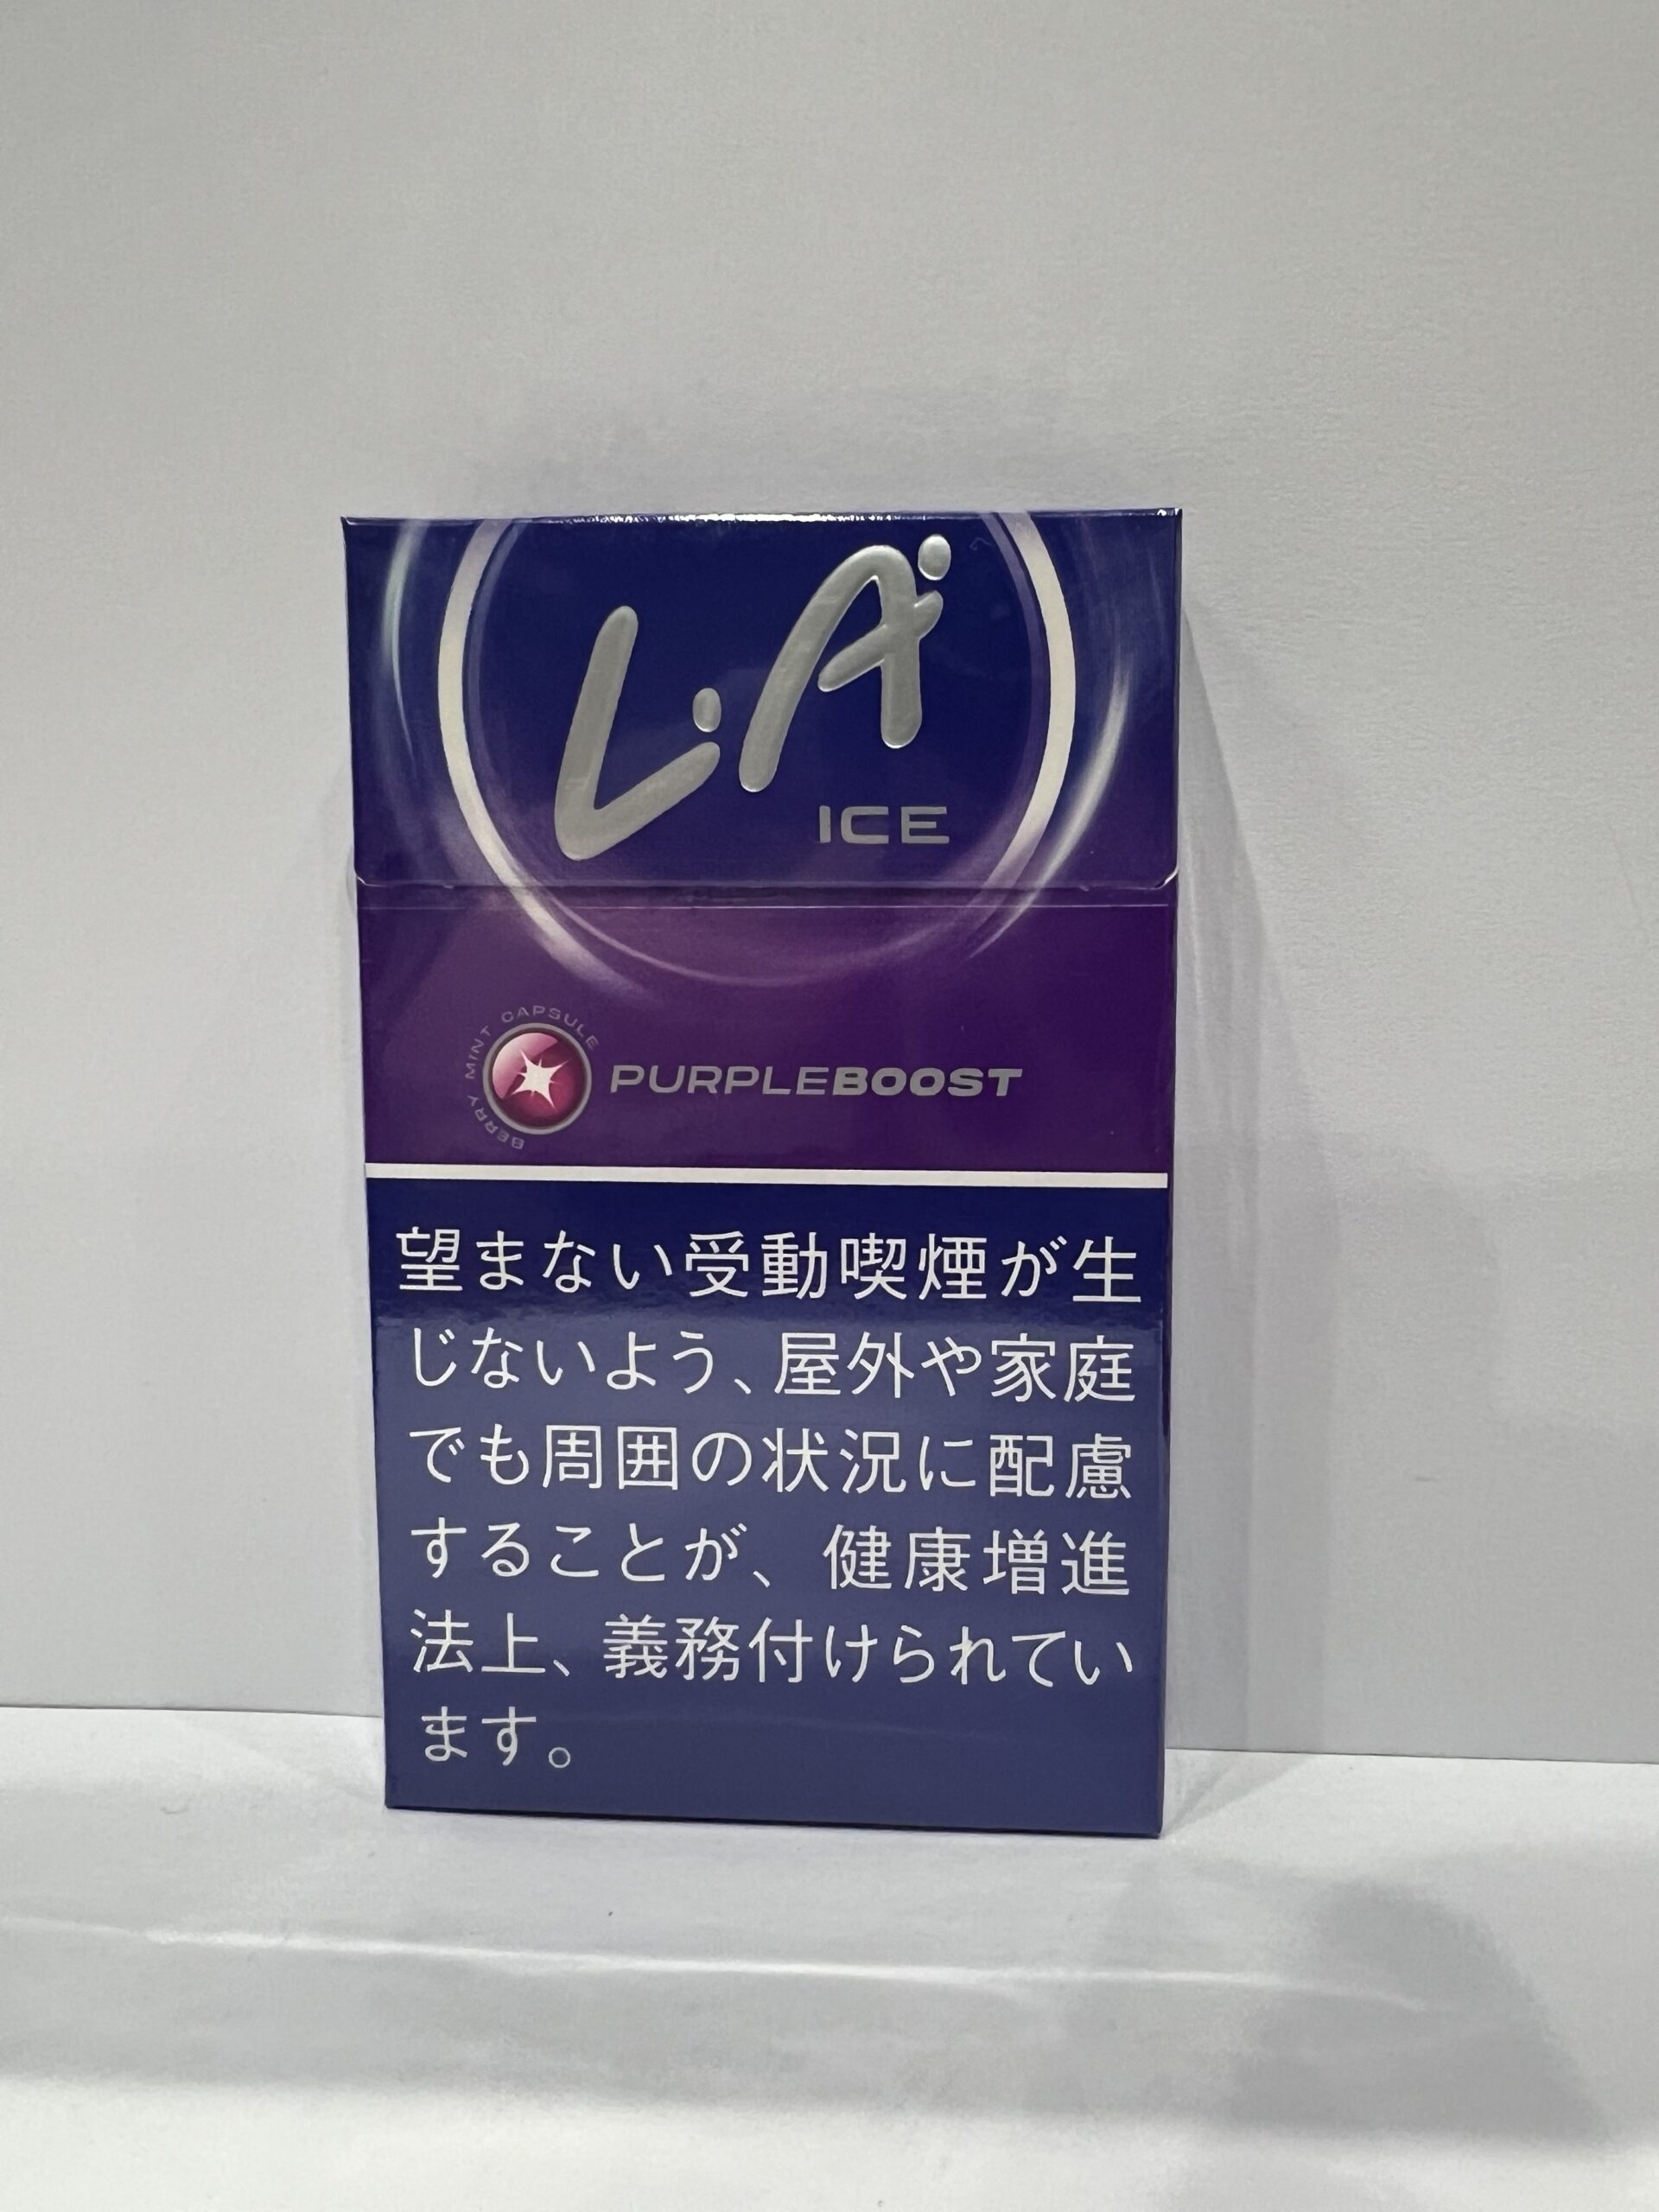 L.A.
ICE
BERRY MINT CAPSULE
PURPLEBOOST
望まない受動喫煙が生
じないよう、屋外や家庭
でも周囲の状況に配慮
することが、健康増進
法上、義務付けられてい
ます。